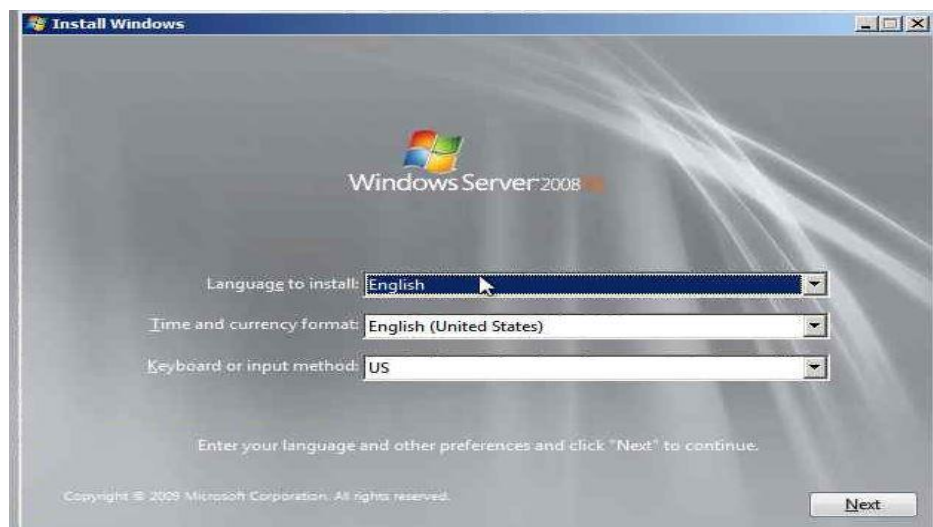 Install Windows
Windows Server 2008 R2
Language to install: English
Time and currency format: English (United States)
Keyboard or input method: US
Enter your language and other preferences and click "Next" to continue.
Copyright © 2009 Microsoft Corporation. All rights reserved.
Next